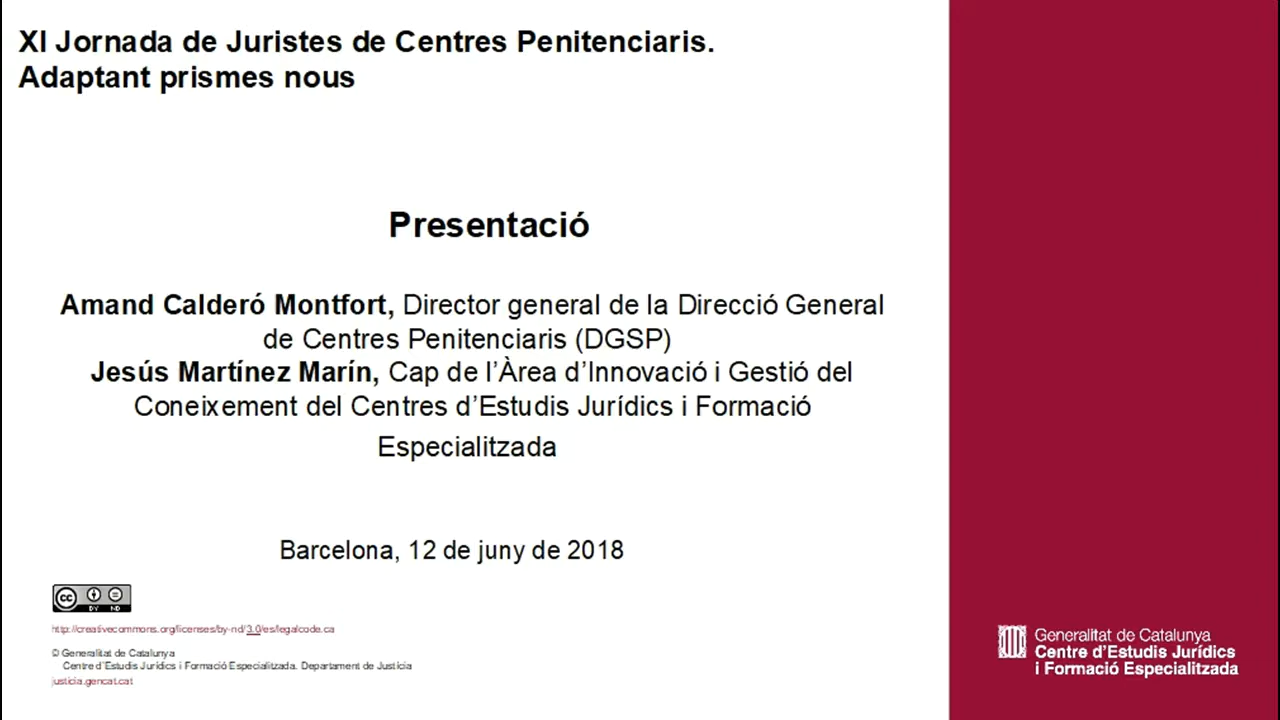 XI Jornada de Juristes de Centres Penitenciaris.
Adaptant prismes nous
Presentació
Amand Calderó Montfort, Director general de la Direcció General
de Centres Penitenciaris (DGSP)
Jesús Martínez Marín, Cap de l’Àrea d’Innovació i Gestió del
Coneixement del Centres d’Estudis Jurídics i Formació
Especialitzada
Barcelona, 12 de juny de 2018
cc BY ND
http://creativecommons.org/licenses/by-nd/3.0/es/legalcode.ca
© Generalitat de Catalunya
Centre d’Estudis Jurídics i Formació Especialitzada. Departament de Justícia
justicia.gencat.cat
Generalitat de Catalunya
Centre d’Estudis Jurídics
i Formació Especialitzada